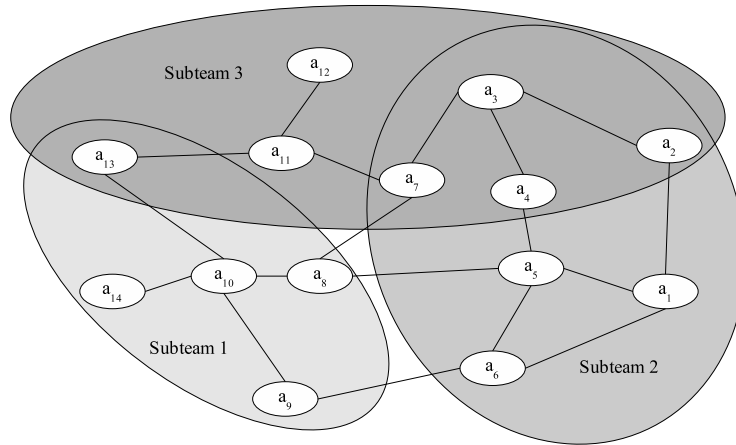 Subteam 3
a12
a3
a13
a11
a2
a7
a4
a10
a8
a5
a14
a1
Subteam 1
a6
Subteam 2
a9